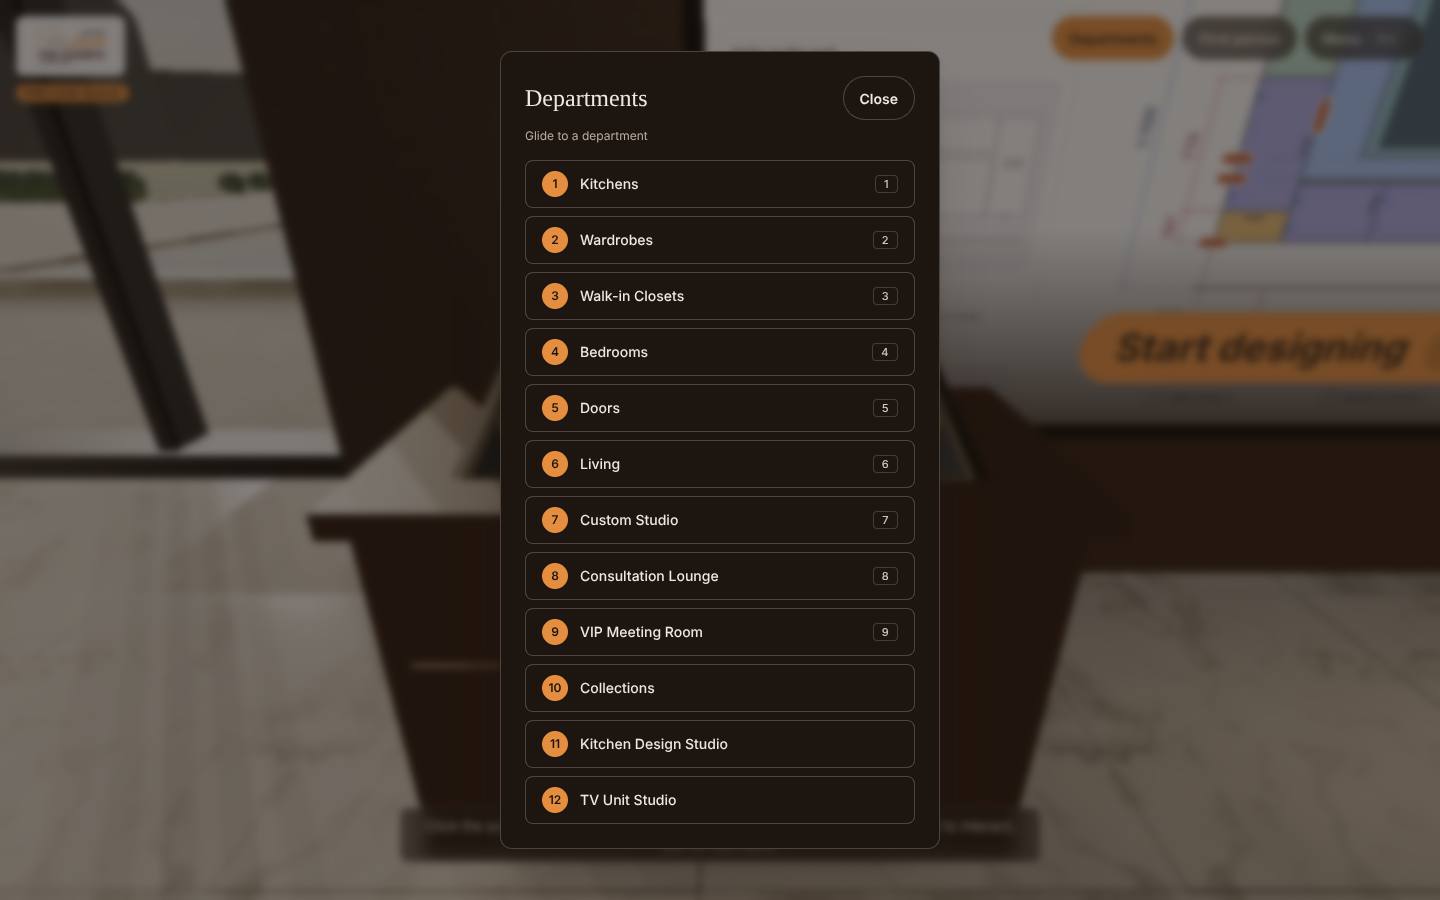 Departments
Close
Glide to a department
1 Kitchens 1
2 Wardrobes 2
3 Walk-in Closets 3
4 Bedrooms 4
5 Doors 5
6 Living 6
7 Custom Studio 7
8 Consultation Lounge 8
9 VIP Meeting Room 9
10 Collections
11 Kitchen Design Studio
12 TV Unit Studio
Departments
Start designing